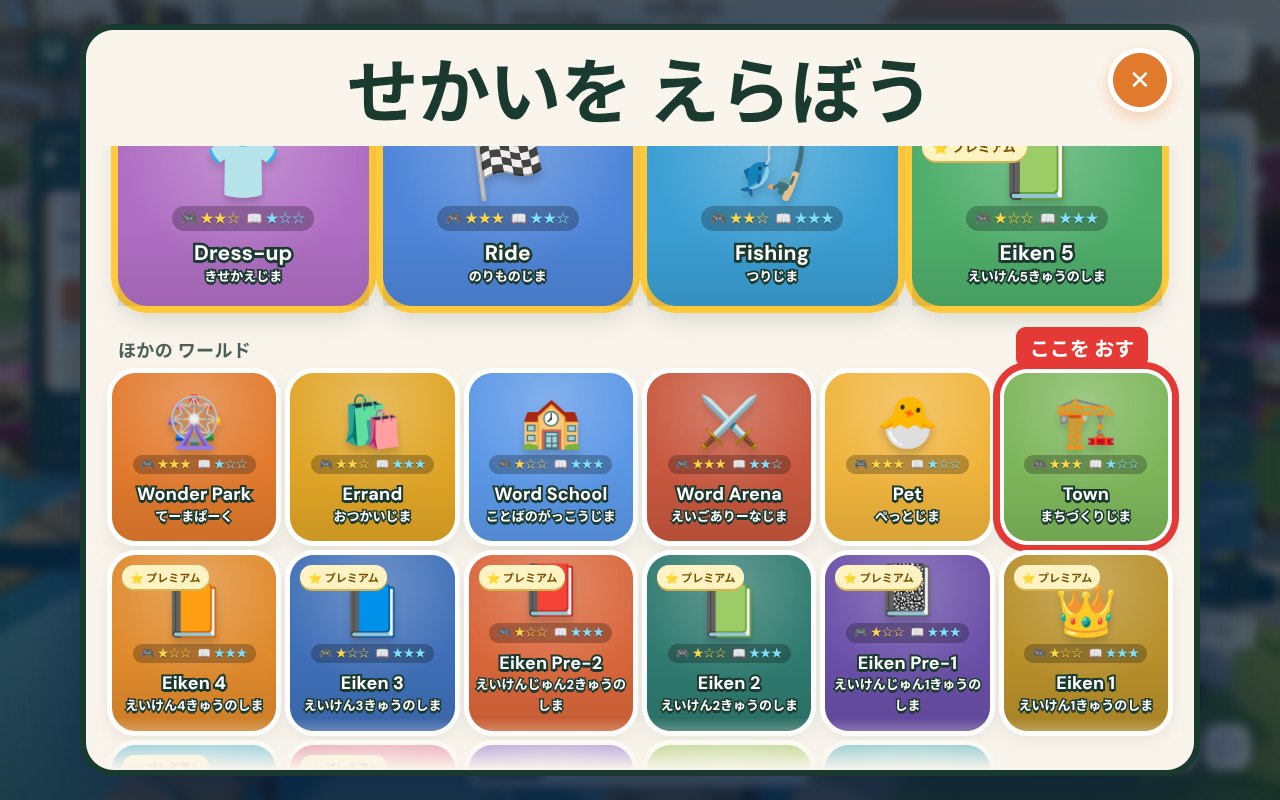 せかいを えらぼう
×
⭐ プレミアム
🎮 ★★☆ 📖 ★☆☆
Dress-up
きせかえじま
🎮 ★★★ 📖 ★★☆
Ride
のりものじま
🎮 ★★☆ 📖 ★★★
Fishing
つりじま
🎮 ★☆☆ 📖 ★★★
Eiken 5
えいけん5きゅうのしま
ほかの ワールド
ここを おす
🎮 ★★★ 📖 ★☆☆
Wonder Park
てーまぱーく
🎮 ★★☆ 📖 ★★★
Errand
おつかいじま
🎮 ★☆☆ 📖 ★★★
Word School
ことばのがっこうじま
🎮 ★★★ 📖 ★★☆
Word Arena
えいごありーなじま
🎮 ★★★ 📖 ★☆☆
Pet
ぺっとじま
🎮 ★★★ 📖 ★☆☆
Town
まちづくりじま
⭐ プレミアム
🎮 ★☆☆ 📖 ★★★
Eiken 4
えいけん4きゅうのしま
⭐ プレミアム
🎮 ★☆☆ 📖 ★★★
Eiken 3
えいけん3きゅうのしま
⭐ プレミアム
🎮 ★☆☆ 📖 ★★★
Eiken Pre-2
えいけんじゅん2きゅうの
しま
⭐ プレミアム
🎮 ★☆☆ 📖 ★★★
Eiken 2
えいけん2きゅうのしま
⭐ プレミアム
🎮 ★☆☆ 📖 ★★★
Eiken Pre-1
えいけんじゅん1きゅうの
しま
⭐ プレミアム
🎮 ★☆☆ 📖 ★★★
Eiken 1
えいけん1きゅうのしま